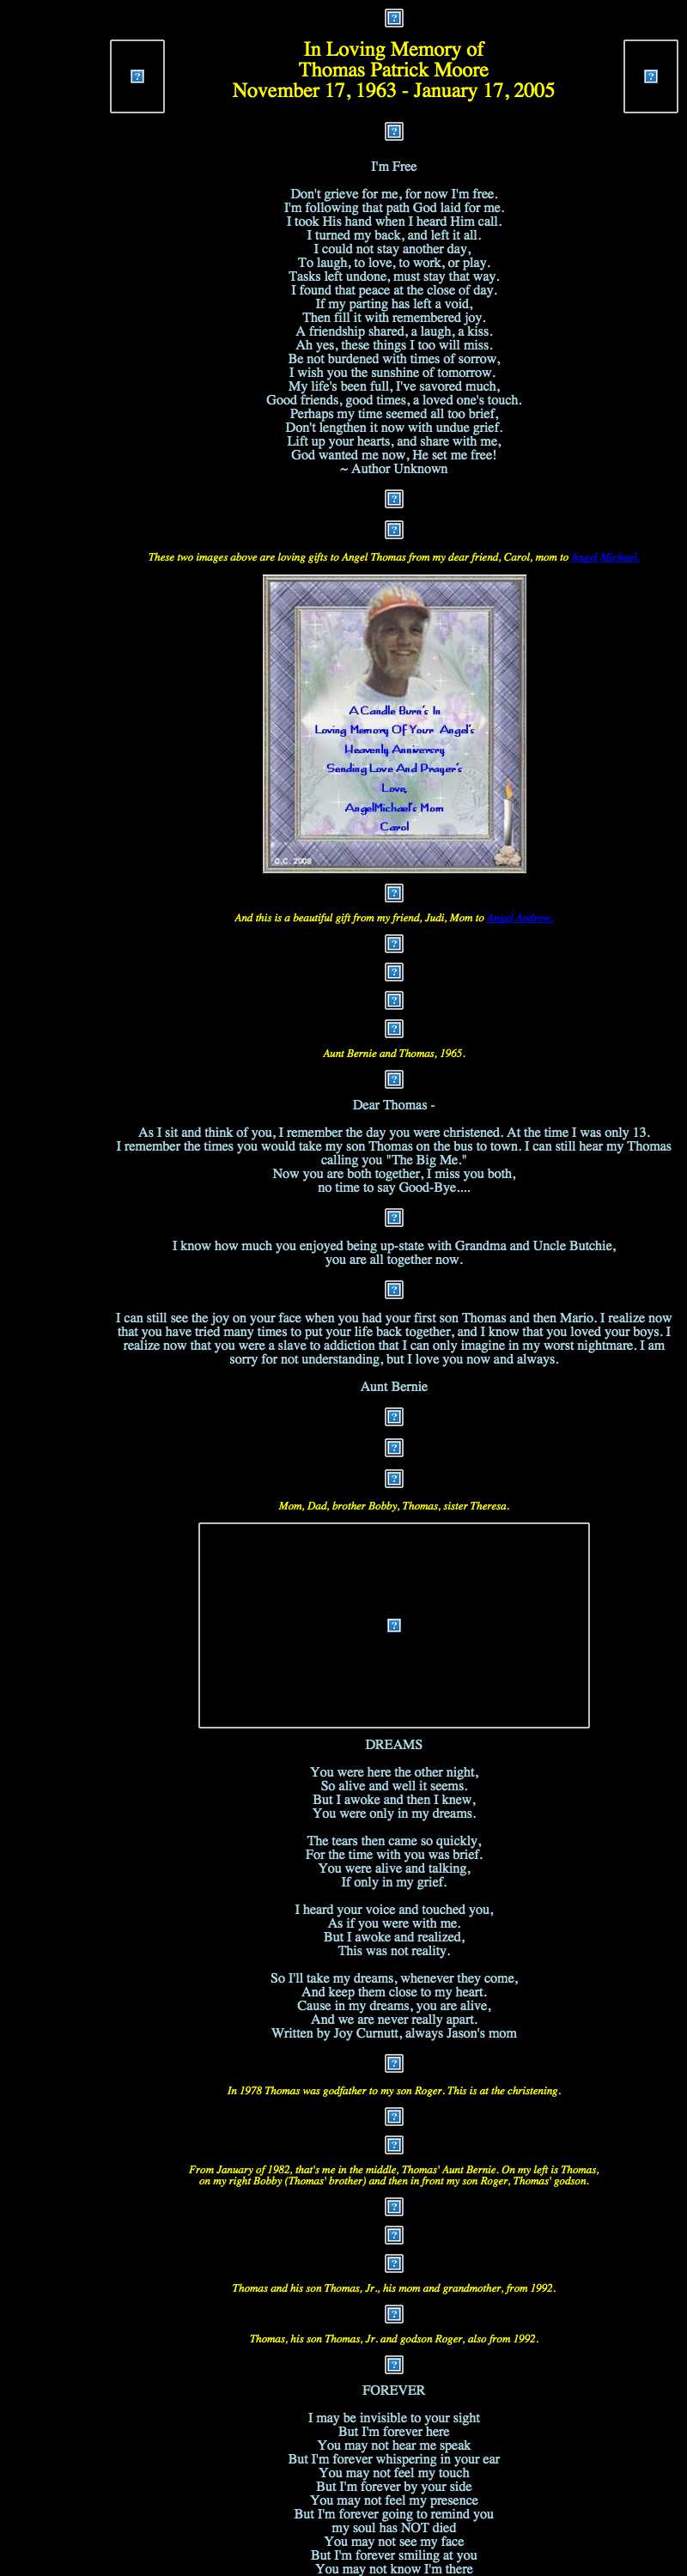 In Loving Memory of
Thomas Patrick Moore
November 17, 1963 - January 17, 2005
I'm Free
Don't grieve for me, for now I'm free.
I'm following that path God laid for me.
I took His hand when I heard Him call.
I turned my back, and left it all.
I could not stay another day,
To laugh, to love, to work, or play.
Tasks left undone, must stay that way.
I found that peace at the close of day.
If my parting has left a void,
Then fill it with remembered joy.
A friendship shared, a laugh, a kiss.
Ah yes, these things I too will miss.
Be not burdened with times of sorrow,
I wish you the sunshine of tomorrow.
My life's been full, I've savored much,
Good friends, good times, a loved one's touch.
Perhaps my time seemed all too brief,
Don't lengthen it now with undue grief.
Lift up your hearts, and share with me,
God wanted me now, He set me free!
~ Author Unknown
These two images above are loving gifts to Angel Thomas from my dear friend, Carol, mom to Angel Michael.
A Candle Burn's In
Loving Memory Of Your Angel's
Heavenly Anniversry
Sending Love And Prayer's
Love,
AngelMichael's Mom
Carol
C.C. 2008
And this is a beautiful gift from my friend, Judi, Mom to Angel Andrew.
Aunt Bernie and Thomas, 1965.
Dear Thomas -
As I sit and think of you, I remember the day you were christened. At the time I was only 13.
I remember the times you would take my son Thomas on the bus to town. I can still hear my Thomas
calling you "The Big Me."
Now you are both together, I miss you both,
no time to say Good-Bye....
I know how much you enjoyed being up-state with Grandma and Uncle Butchie,
you are all together now.
I can still see the joy on your face when you had your first son Thomas and then Mario. I realize now
that you have tried many times to put your life back together, and I know that you loved your boys. I
realize now that you were a slave to addiction that I can only imagine in my worst nightmare. I am
sorry for not understanding, but I love you now and always.
Aunt Bernie
Mom, Dad, brother Bobby, Thomas, sister Theresa.
DREAMS
You were here the other night,
So alive and well it seems.
But I awoke and then I knew,
You were only in my dreams.
The tears then came so quickly,
For the time with you was brief.
You were alive and talking,
If only in my grief.
I heard your voice and touched you,
As if you were with me.
But I awoke and realized,
This was not reality.
So I'll take my dreams, whenever they come,
And keep them close to my heart.
Cause in my dreams, you are alive,
And we are never really apart.
Written by Joy Curnutt, always Jason's mom
In 1978 Thomas was godfather to my son Roger. This is at the christening.
From January of 1982, that's me in the middle, Thomas' Aunt Bernie. On my left is Thomas,
on my right Bobby (Thomas' brother) and then in front my son Roger, Thomas' godson.
Thomas and his son Thomas, Jr., his mom and grandmother, from 1992.
Thomas, his son Thomas, Jr. and godson Roger, also from 1992.
FOREVER
I may be invisible to your sight
But I'm forever here
You may not hear me speak
But I'm forever whispering in your ear
You may not feel my touch
But I'm forever by your side
You may not feel my presence
But I'm forever going to remind you
my soul has NOT died
You may not see my face
But I'm forever smiling at you
You may not know I'm there